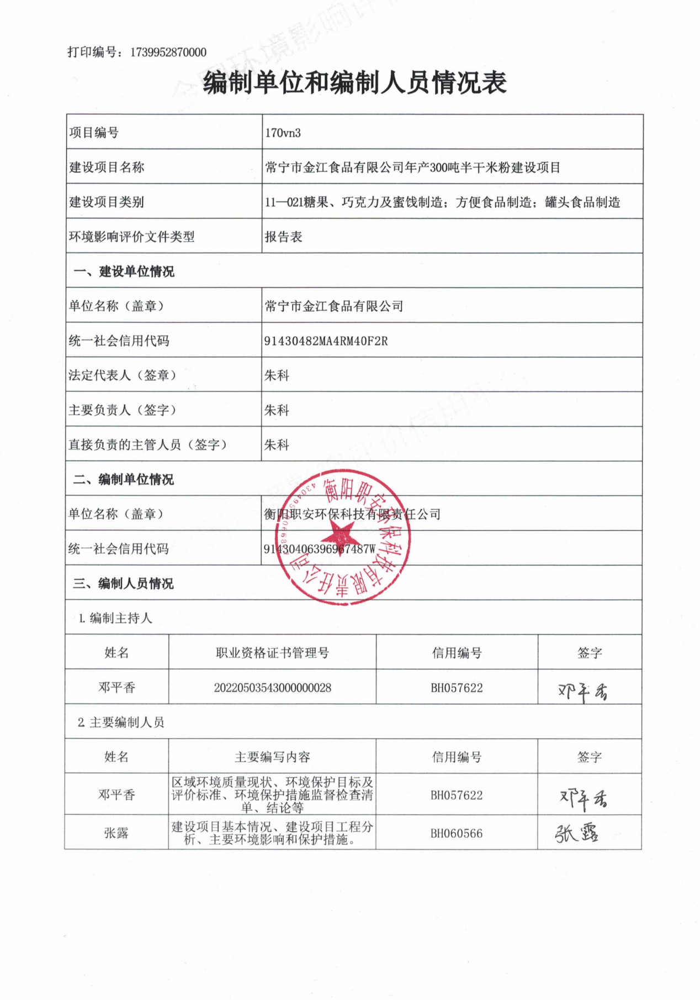 全国环境影响评
打印编号：1739952870000
编制单位和编制人员情况表
项目编号 170vn3
建设项目名称 常宁市金江食品有限公司年产300吨半干米粉建设项目
建设项目类别 11—021糖果、巧克力及蜜饯制造；方便食品制造；罐头食品制造
环境影响评价文件类型 报告表
一、建设单位情况
单位名称（盖章） 常宁市金江食品有限公司
统一社会信用代码 91430482MA4RM40F2R
法定代表人（签章） 朱科
主要负责人（签字） 朱科
直接负责的主管人员（签字） 朱科
二、编制单位情况
单位名称（盖章） 衡阳职安环保科技有限责任公司
统一社会信用代码 91430406396967487W
衡阳职安环保科技有限责任公司
三、编制人员情况
1. 编制主持人
姓名 职业资格证书管理号 信用编号 签字
邓平香 20220503543000000028 BH057622 邓平香
2. 主要编制人员
姓名 主要编写内容 信用编号 签字
邓平香 区域环境质量现状、环境保护目标及
评价标准、环境保护措施监督检查清
单、结论等 BH057622 邓平香
张露 建设项目基本情况、建设项目工程分
析、主要环境影响和保护措施。 BH060566 张露